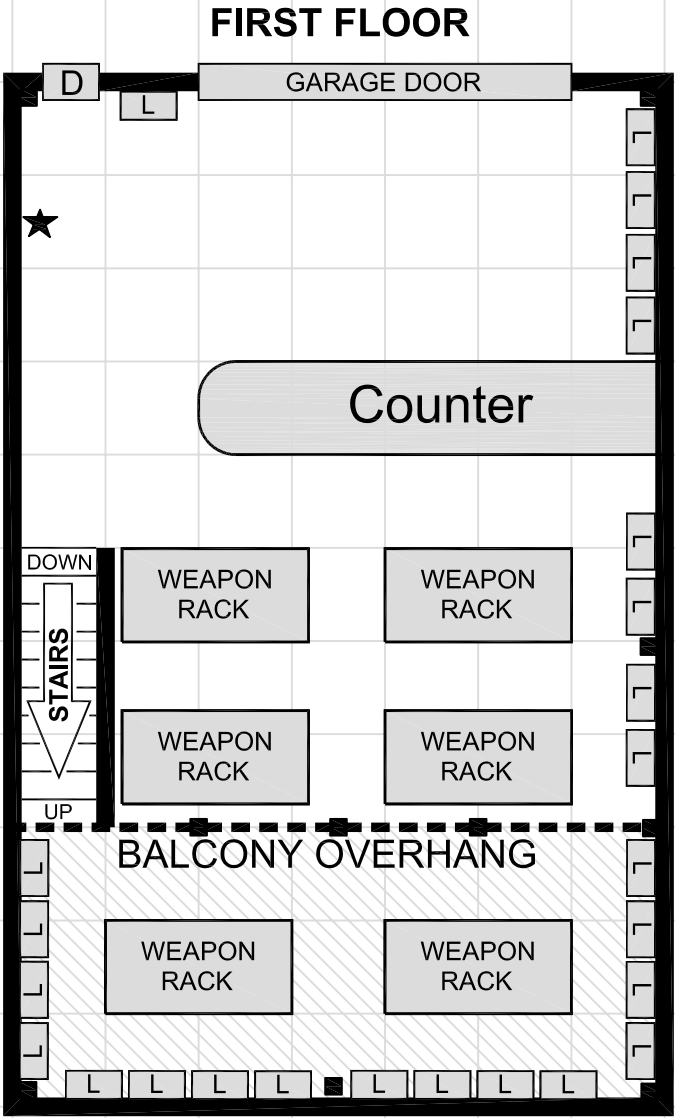 FIRST FLOOR
D
GARAGE DOOR
L
L
L
L
L
Counter
L
DOWN
WEAPON
RACK
WEAPON
RACK
L
STAIRS
L
WEAPON
RACK
WEAPON
RACK
L
UP
BALCONY OVERHANG
L
L
L
L
WEAPON
RACK
WEAPON
RACK
L
L
L
L
L L L L L L L L